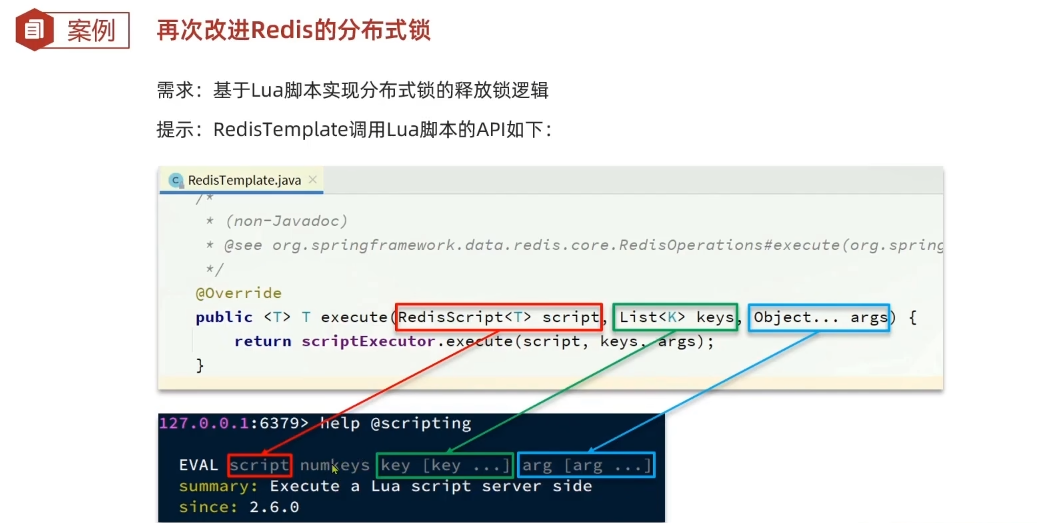 案例 再次改进Redis的分布式锁
需求：基于Lua脚本实现分布式锁的释放锁逻辑
提示：RedisTemplate调用Lua脚本的API如下：
RedisTemplate.java ×
/*
* (non-Javadoc)
* @see org.springframework.data.redis.core.RedisOperations#execute(org.spring
*/
@Override
public <T> T execute(RedisScript<T> script, List<K> keys, Object... args) {
return scriptExecutor.execute(script, keys, args);
}
127.0.0.1:6379> help @scripting
EVAL script numkeys key [key ...] arg [arg ...]
summary: Execute a Lua script server side
since: 2.6.0